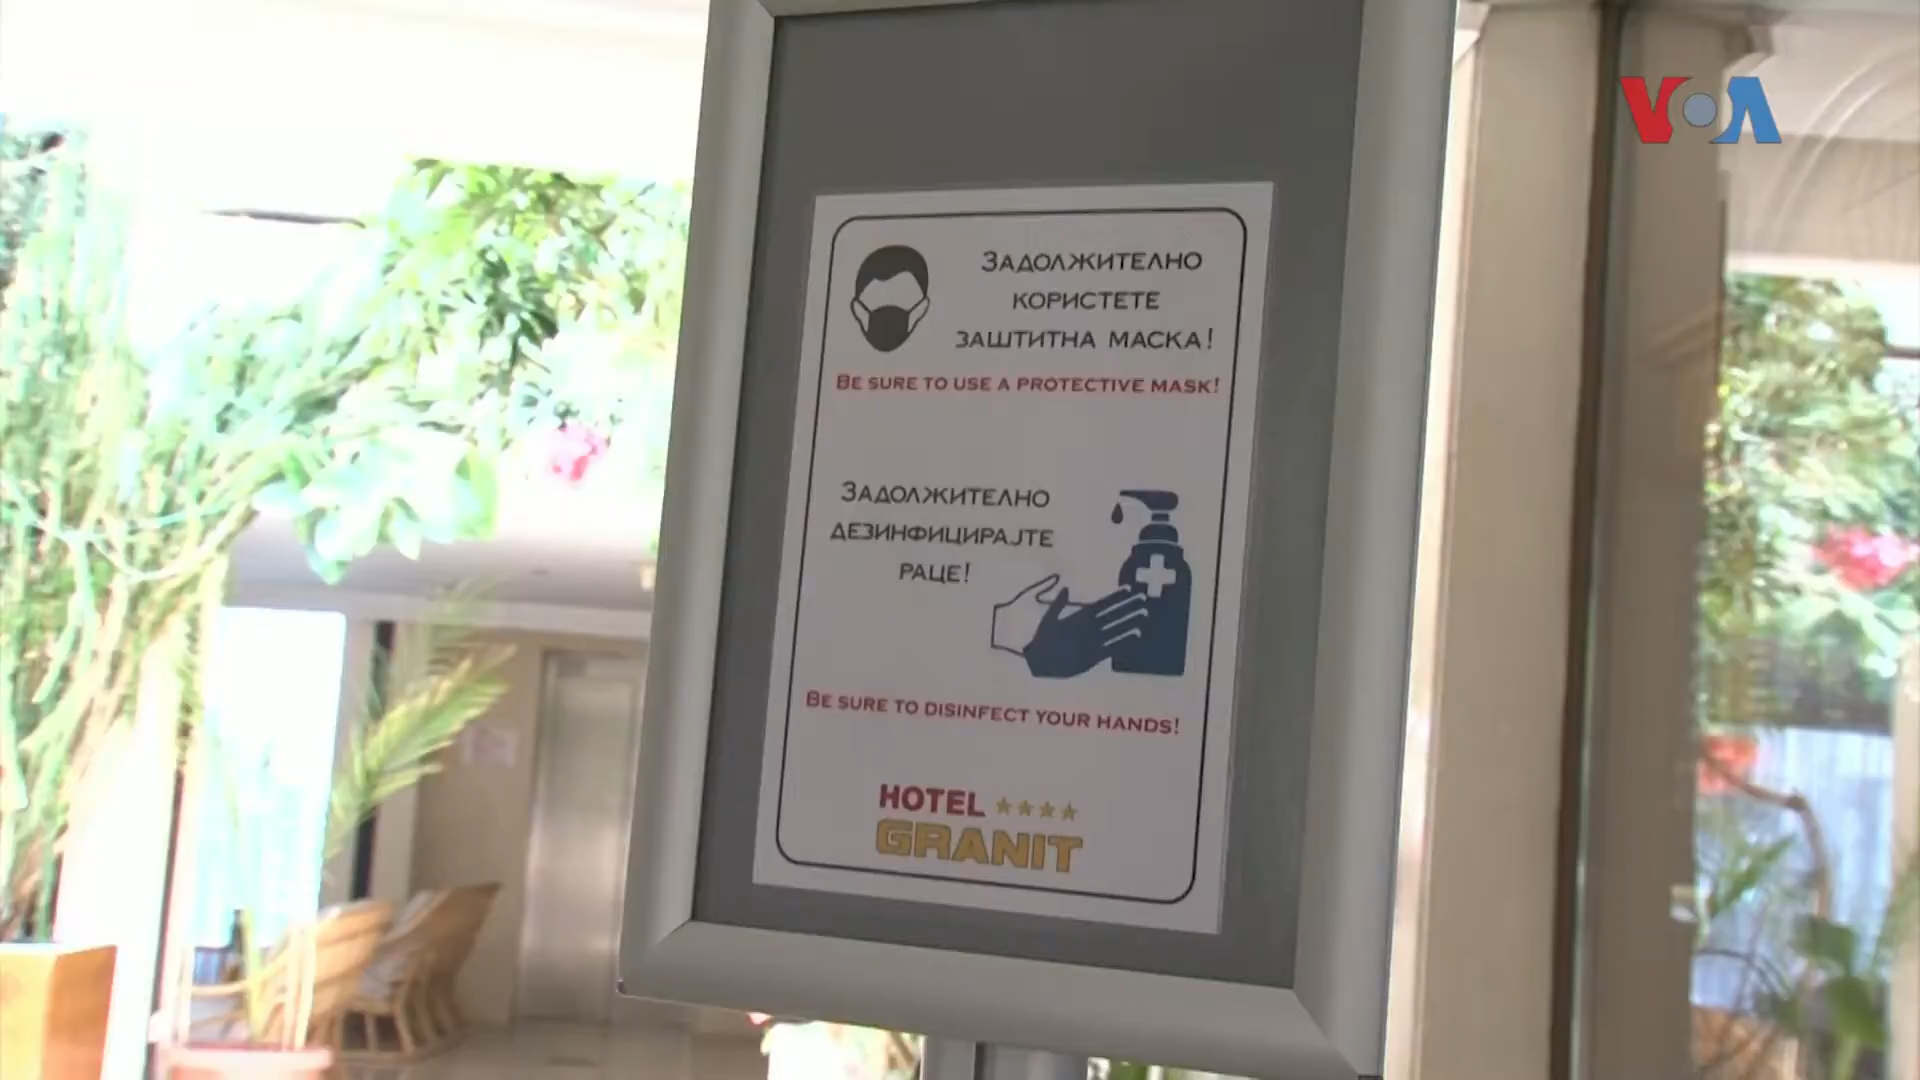 VOA
ЗАДОЛЖИТЕЛНО
КОРИСТЕТЕ
ЗАШТИТНА МАСКА!
BE SURE TO USE A PROTECTIVE MASK!
ЗАДОЛЖИТЕЛНО
ДЕЗИНФИЦИРАЈТЕ
РАЦЕ!
BE SURE TO DISINFECT YOUR HANDS!
HOTEL ★★★★
GRANIT